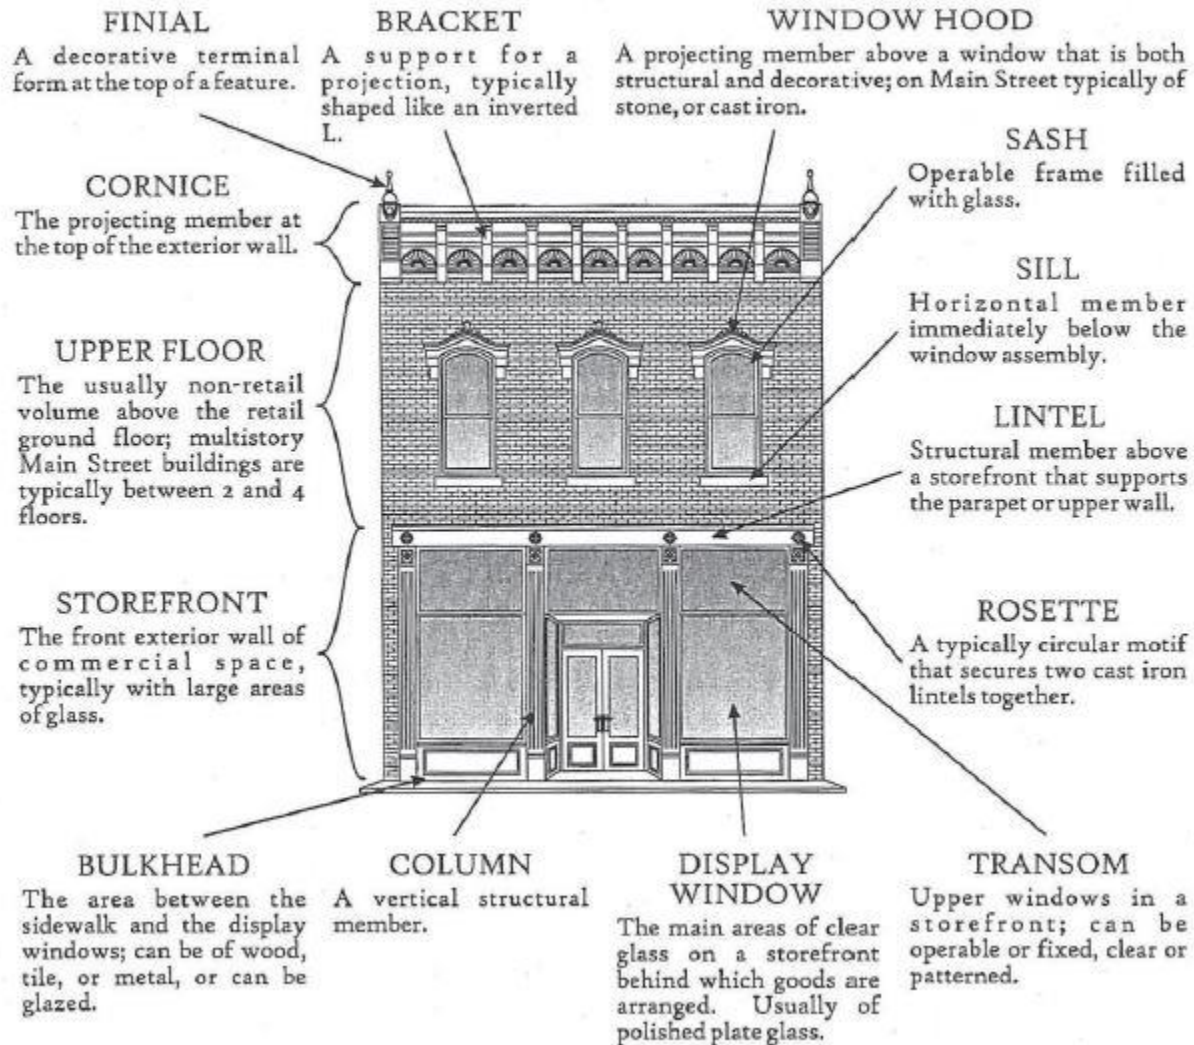 FINIAL
A decorative terminal
form at the top of a feature.
BRACKET
A support for a
projection, typically
shaped like an inverted
L.
WINDOW HOOD
A projecting member above a window that is both
structural and decorative; on Main Street typically of
stone, or cast iron.
SASH
Operable frame filled
with glass.
CORNICE
The projecting member at
the top of the exterior wall.
SILL
Horizontal member
immediately below the
window assembly.
UPPER FLOOR
The usually non-retail
volume above the retail
ground floor; multistory
Main Street buildings are
typically between 2 and 4
floors.
LINTEL
Structural member above
a storefront that supports
the parapet or upper wall.
STOREFRONT
The front exterior wall of
commercial space,
typically with large areas
of glass.
ROSETTE
A typically circular motif
that secures two cast iron
lintels together.
BULKHEAD
The area between the
sidewalk and the display
windows; can be of wood,
tile, or metal, or can be
glazed.
COLUMN
A vertical structural
member.
DISPLAY
WINDOW
The main areas of clear
glass on a storefront
behind which goods are
arranged. Usually of
polished plate glass.
TRANSOM
Upper windows in a
storefront; can be
operable or fixed, clear or
patterned.